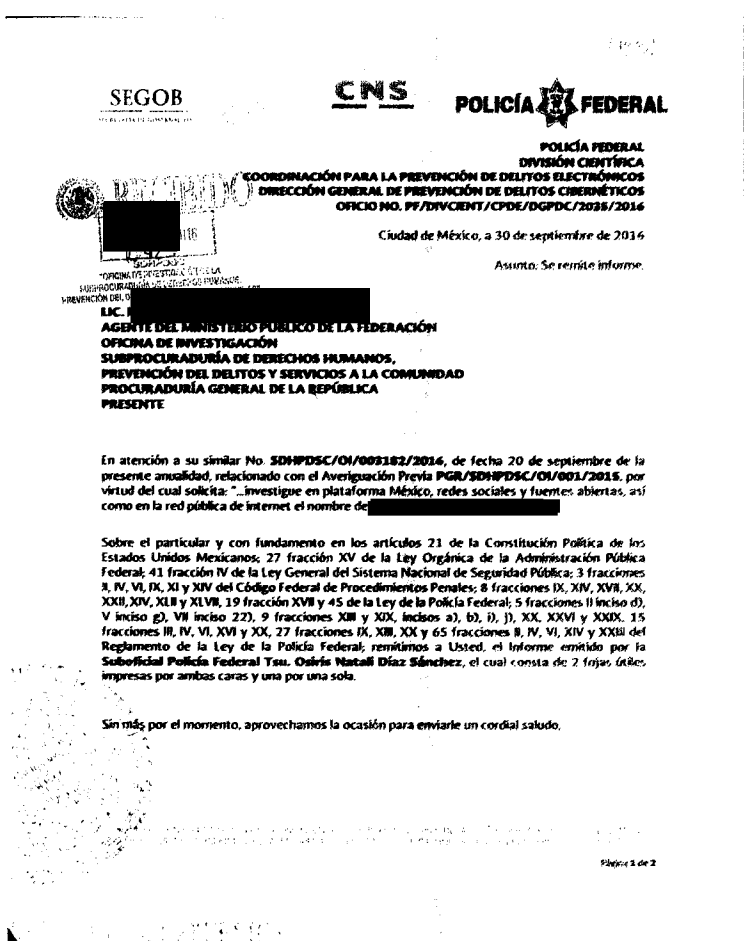 SEGOB
SECRETARÍA DE GOBERNACIÓN
CNS
POLICÍA FEDERAL
POLICÍA FEDERAL
DIVISIÓN CIENTÍFICA
COORDINACIÓN PARA LA PREVENCIÓN DE DELITOS ELECTRÓNICOS
DIRECCIÓN GENERAL DE PREVENCIÓN DE DELITOS CIBERNÉTICOS
OFICIO NO. PF/DIVCIENT/CPDE/DGPDC/2035/2016
RECIBIDO
Ciudad de México, a 30 de septiembre de 2016
Asunto: Se remite informe.
"OFICINA DE INVESTIGACIÓN DE LA
SUBPROCURADURÍA DE DERECHOS HUMANOS,
PREVENCIÓN DEL
LIC.
AGENTE DEL MINISTERIO PÚBLICO DE LA FEDERACIÓN
OFICINA DE INVESTIGACIÓN
SUBPROCURADURÍA DE DERECHOS HUMANOS,
PREVENCIÓN DEL DELITOS Y SERVICIOS A LA COMUNIDAD
PROCURADURÍA GENERAL DE LA REPÚBLICA
PRESENTE
En atención a su similar No. SDHPDSC/OI/003182/2016, de fecha 20 de septiembre de la
presente anualidad, relacionado con el Averiguación Previa PGR/SDHPDSC/OI/001/2015, por
virtud del cual solicita: "...investigue en plataforma México, redes sociales y fuentes abiertas, así
como en la red pública de internet el nombre de
Sobre el particular y con fundamento en los artículos 21 de la Constitución Política de los
Estados Unidos Mexicanos; 27 fracción XV de la Ley Orgánica de la Administración Pública
Federal; 41 fracción IV de la Ley General del Sistema Nacional de Seguridad Pública; 3 fracciones
II, IV, VI, IX, XI y XIV del Código Federal de Procedimientos Penales; 8 fracciones IX, XIV, XVII, XX,
XXII, XIV, XLII y XLVII, 19 fracción XVII y 45 de la Ley de la Policía Federal; 5 fracciones II inciso d),
V inciso g), VII inciso 22), 9 fracciones XIII y XIX, incisos a), b), i), j), XX, XXVI y XXIX. 15
fracciones III, IV, VI, XVI y XX, 27 fracciones IX, XIII, XX y 65 fracciones II, IV, VI, XIV y XXIII del
Reglamento de la Ley de la Policía Federal; remitimos a Usted, el Informe emitido por la
Suboficial Policía Federal Tsu. Osiris Natali Díaz Sánchez, el cual consta de 2 fojas útiles
impresas por ambas caras y una por una sola.
Sin más por el momento, aprovechamos la ocasión para enviarle un cordial saludo.
Página 1 de 2